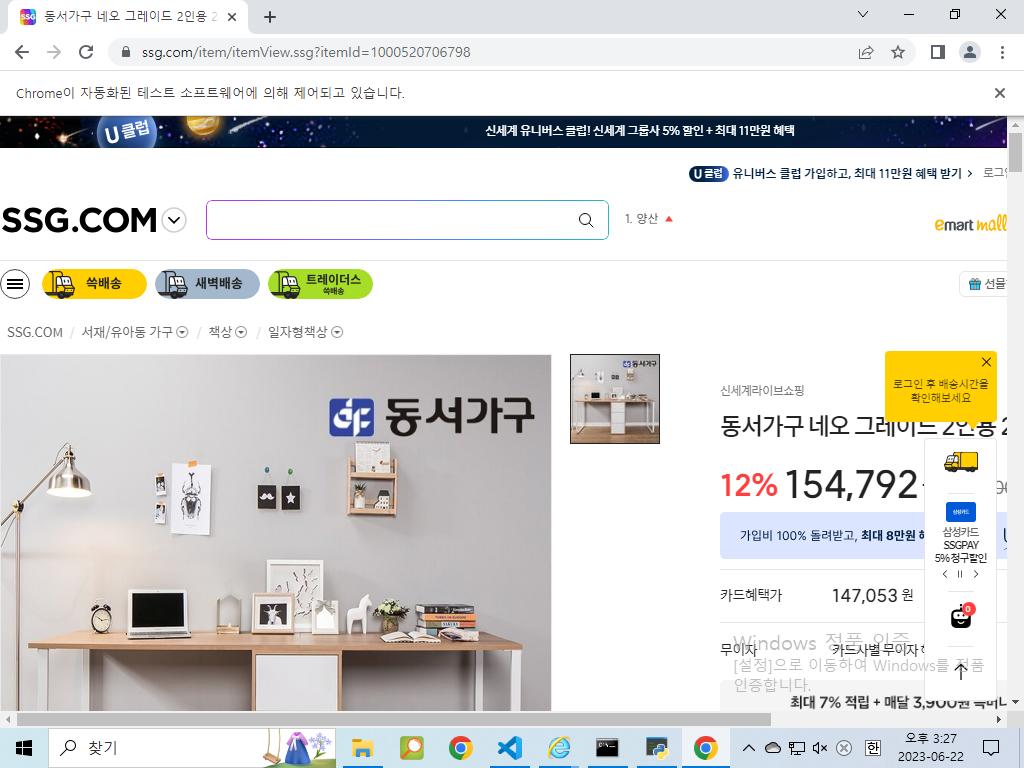 동서가구 네오 그레이드 2인용 2
ssg.com/item/itemView.ssg?itemId=1000520706798
Chrome이 자동화된 테스트 소프트웨어에 의해 제어되고 있습니다.
U 클럽
신세계 유니버스 클럽! 신세계 그룹사 5% 할인 + 최대 11만원 혜택
U 클럽 유니버스 클럽 가입하고, 최대 11만원 혜택 받기
SSG.COM
1. 양산
emart mall
쓱배송
새벽배송
트레이더스
쓱배송
선물
SSG.COM / 서재/유아동 가구 / 책상 / 일자형책상
동서가구
동서가구
로그인 후 배송시간을
확인해보세요
신세계라이브쇼핑
동서가구 네오 그레이드 2인용 2
12% 154,792
가입비 100% 돌려받고, 최대 8만원
삼성카드
삼성카드
SSGPAY
5% 청구할인
카드혜택가 147,053 원
0
무이자 카드사별 무이자
Windows 정품 인증
[설정]으로 이동하여 Windows를 정품
인증합니다.
최대 7% 적립 + 매달 3,900원
찾기
한
오후 3:27
2023-06-22